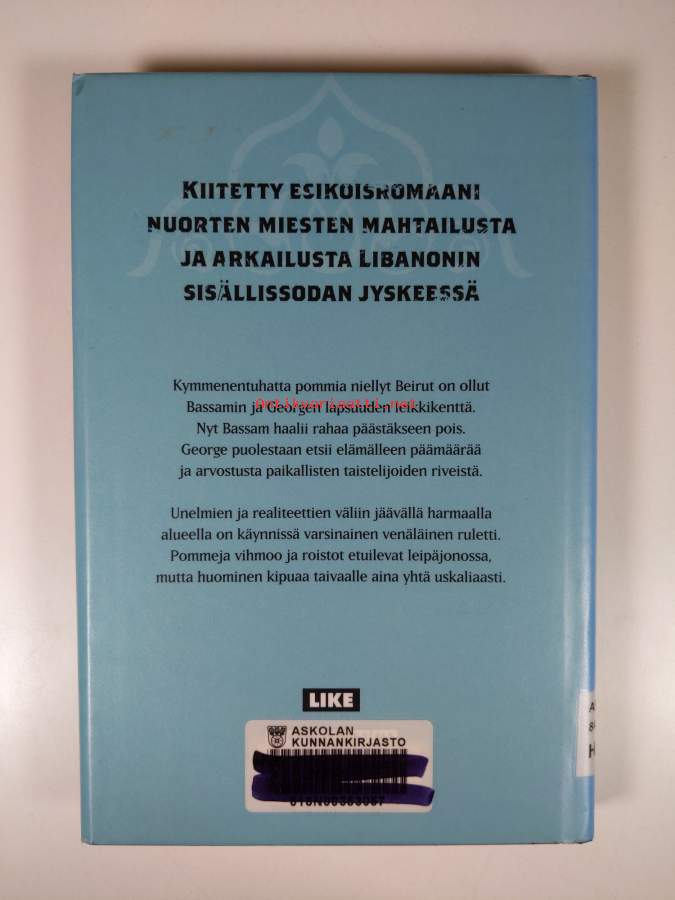 KIITETTY ESIKOISROMAANI
NUORTEN MIESTEN MAHTAILUSTA
JA ARKAILUSTA LIBANONIN
SISÄLLISSODAN JYSKEESSÄ
Kymmenentuhatta pommia niellyt Beirut on ollut
Bassamin ja Georgen lapsuuden leikkikenttä.
Antikvariaatti.net
Nyt Bassam haalii rahaa päästäkseen pois.
George puolestaan etsii elämälleen päämäärää
ja arvostusta paikallisten taistelijoiden riveistä.
Unelmien ja realiteettien väliin jäävällä harmaalla
alueella on käynnissä varsinainen venäläinen ruletti.
Pommeja vihmoo ja roistot etuilevat leipäjonossa,
mutta huominen kipuaa taivaalle aina yhtä uskaliaasti.
LIKE
ASKOLAN
KUNNANKIRJASTO